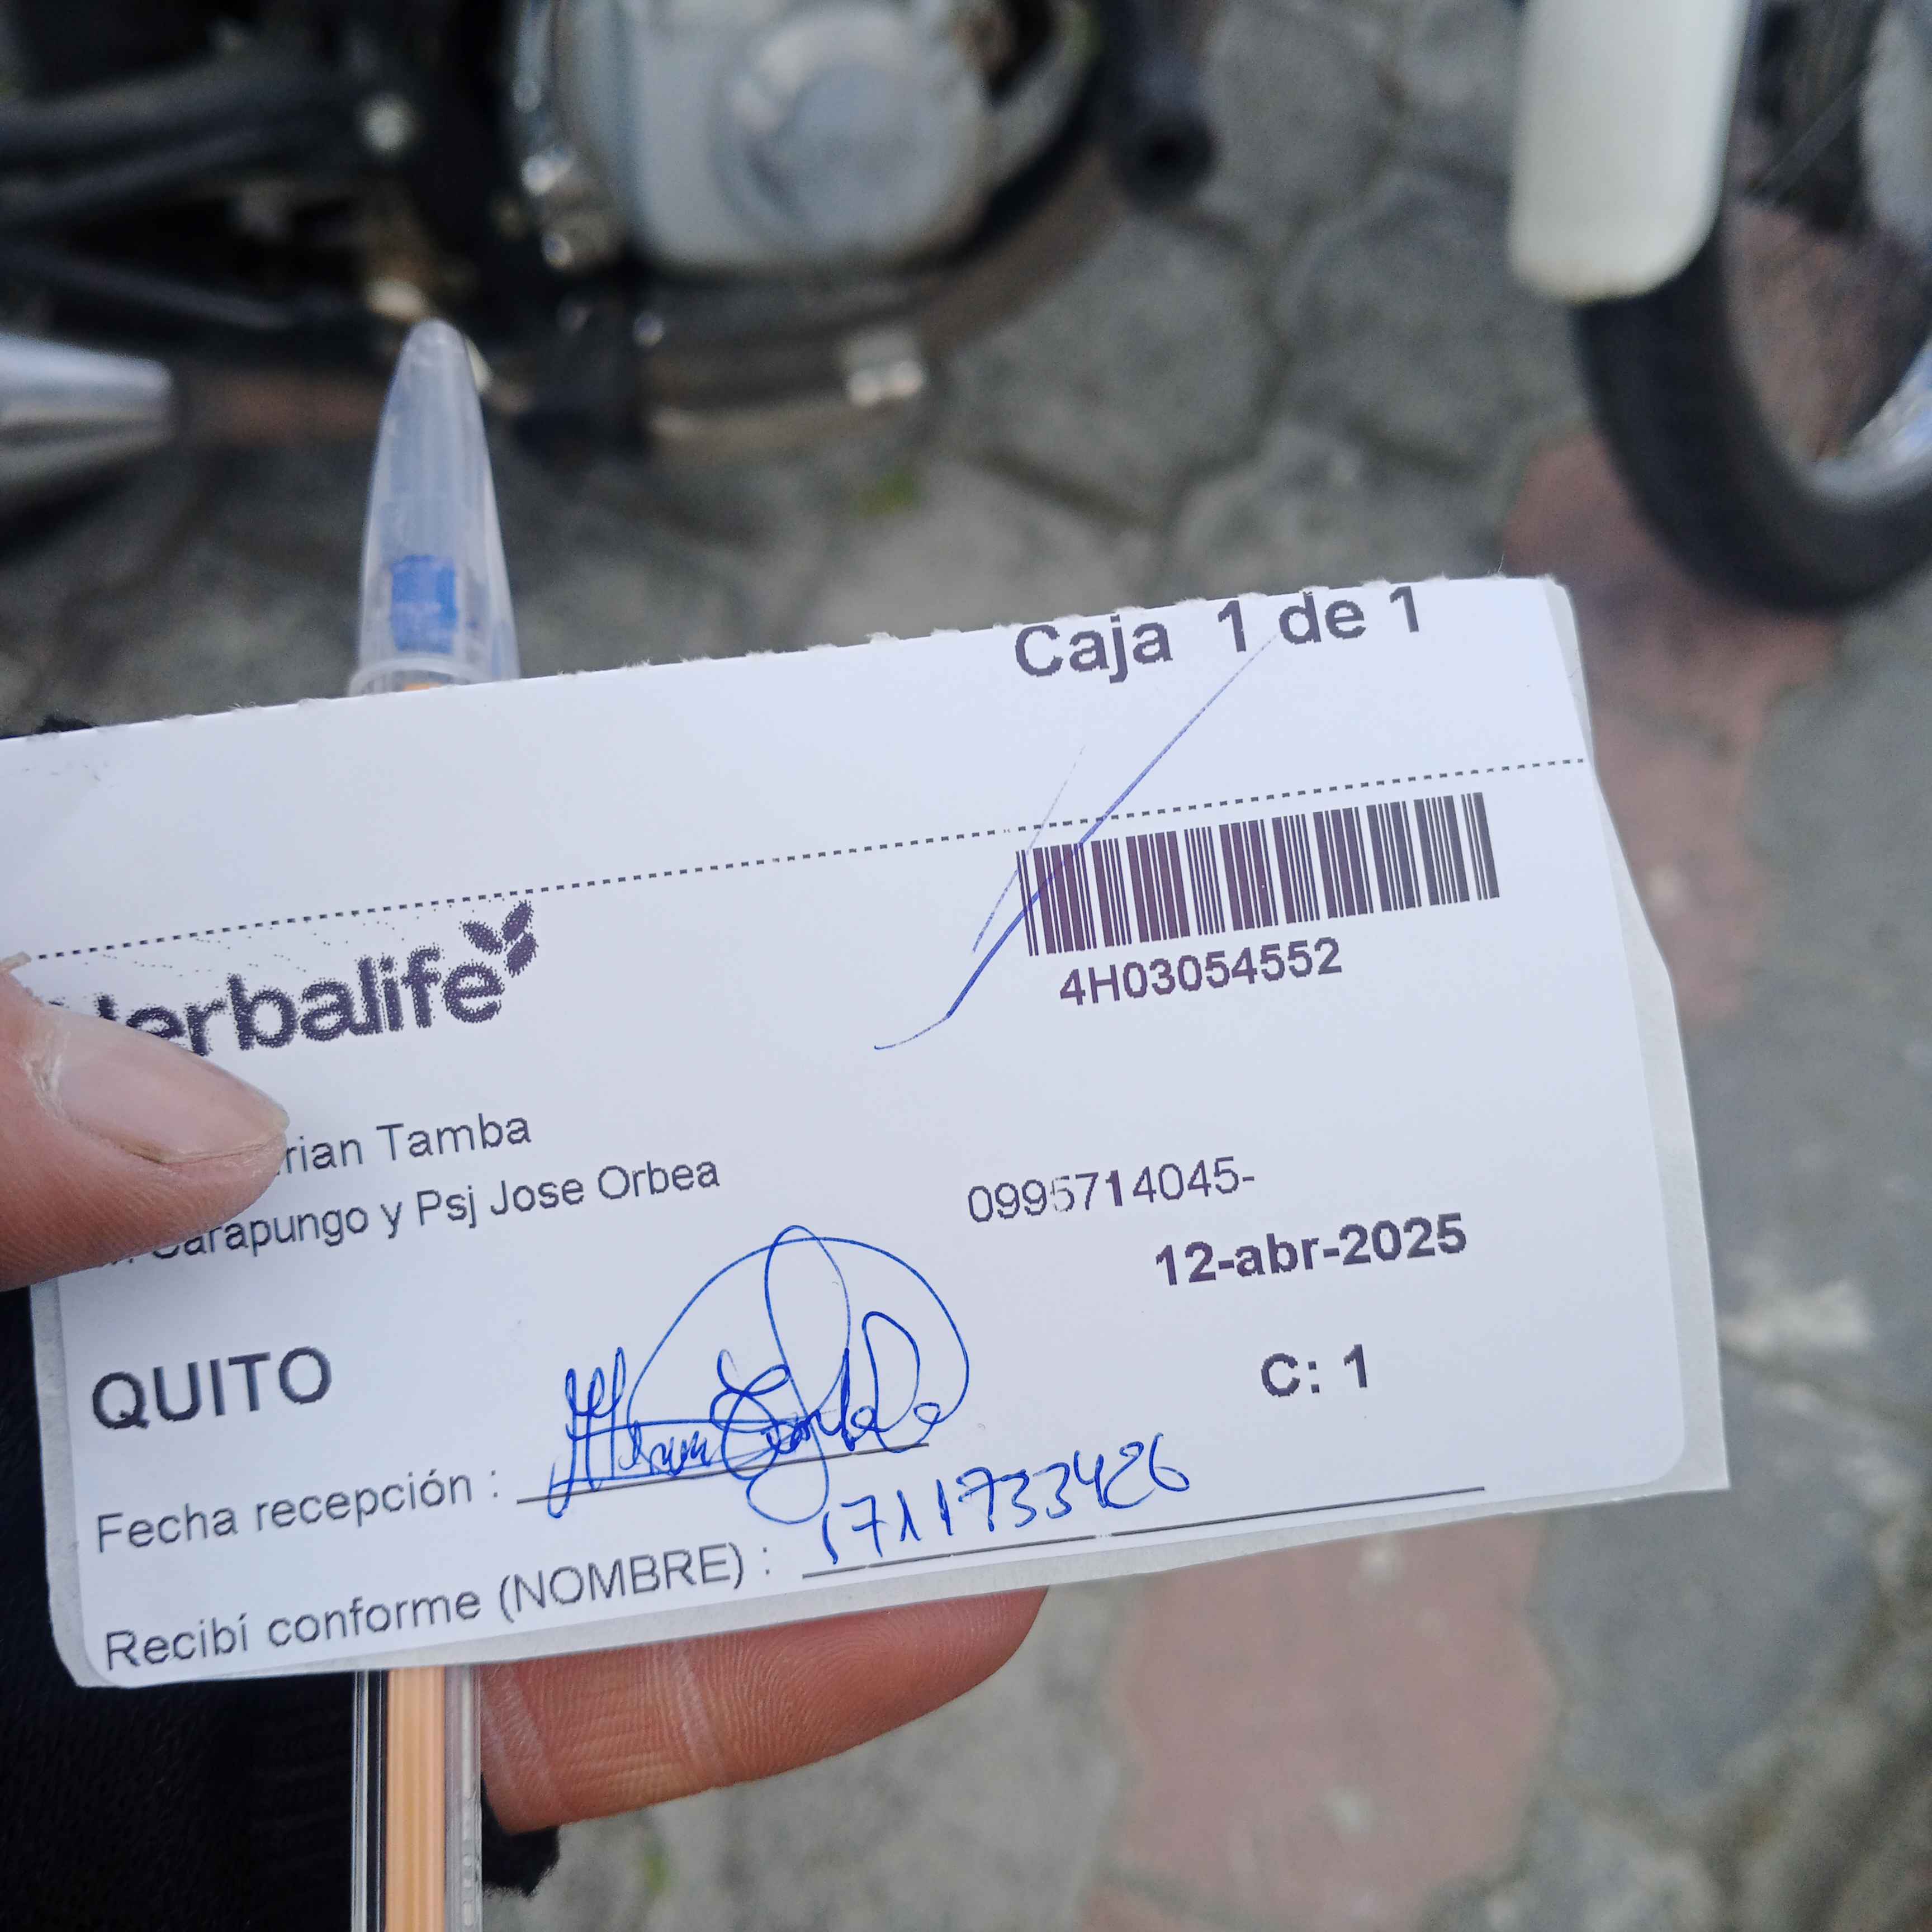 Caja 1 de 1
Herbalife
4H03054552
rian Tamba
Carapungo y Psj Jose Orbea
0995714045-
12-abr-2025
QUITO
C: 1
Fecha recepción :
Recibí conforme (NOMBRE) : 1711733426